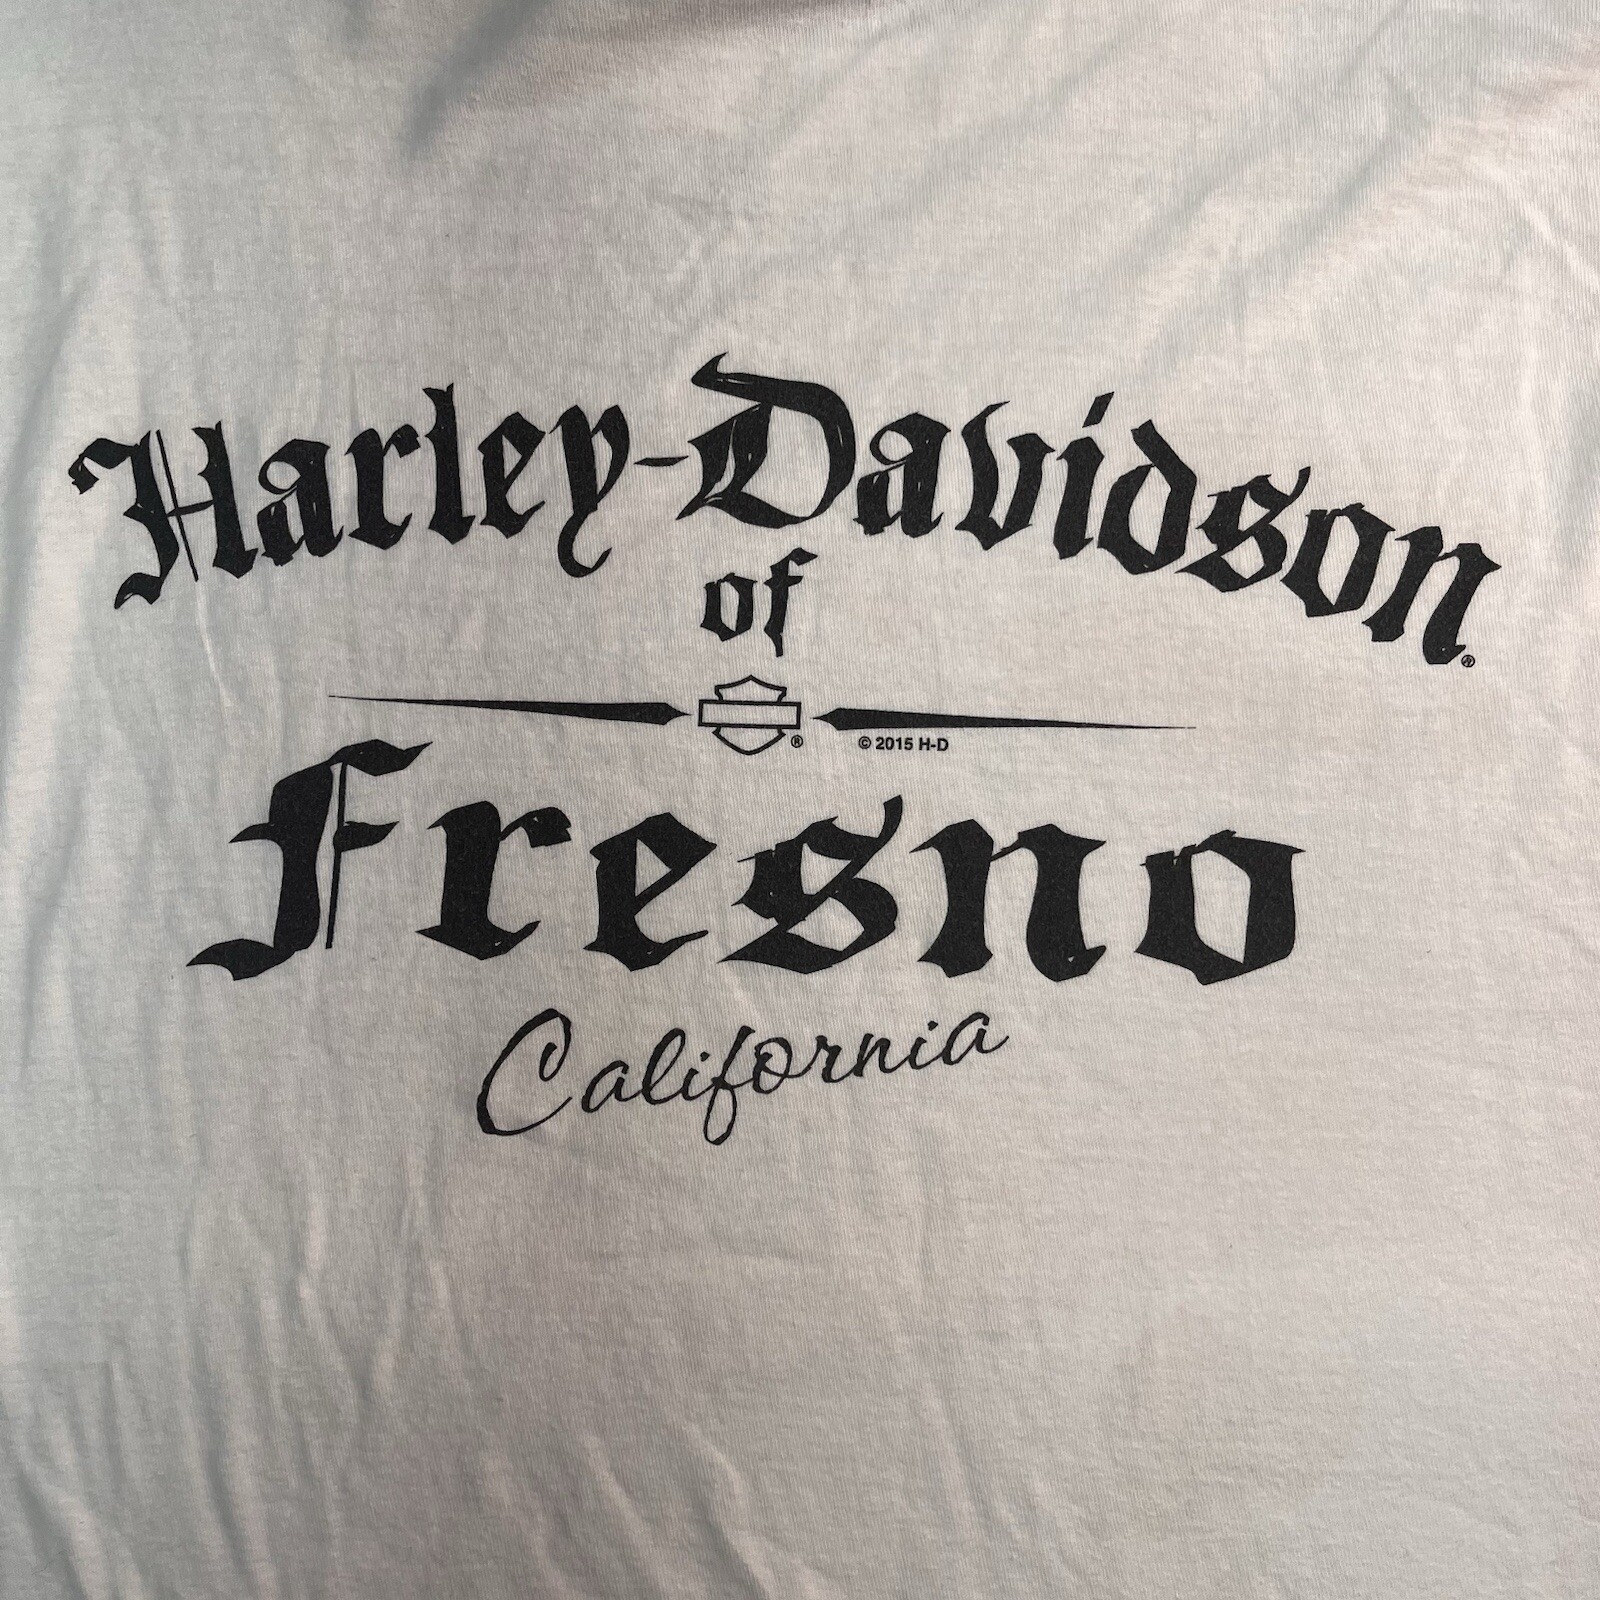 Harley-Davidson®
of
® © 2015 H-D
Fresno
California